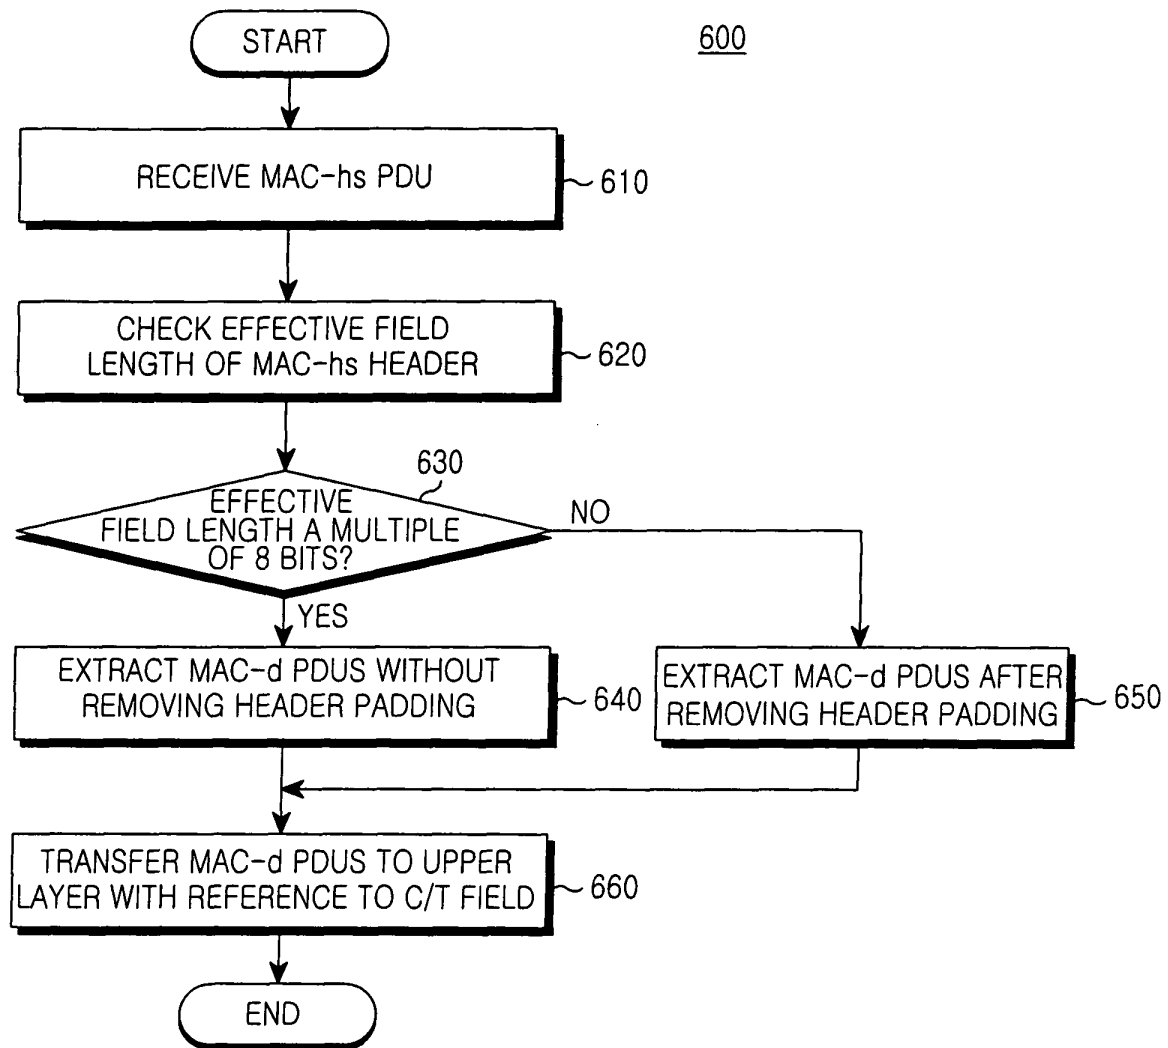 START
600
RECEIVE MAC-hs PDU
610
CHECK EFFECTIVE FIELD
LENGTH OF MAC-hs HEADER
620
630
EFFECTIVE
FIELD LENGTH A MULTIPLE
OF 8 BITS?
NO
YES
EXTRACT MAC-d PDUS WITHOUT
REMOVING HEADER PADDING
640
EXTRACT MAC-d PDUS AFTER
REMOVING HEADER PADDING
650
TRANSFER MAC-d PDUS TO UPPER
LAYER WITH REFERENCE TO C/T FIELD
660
END